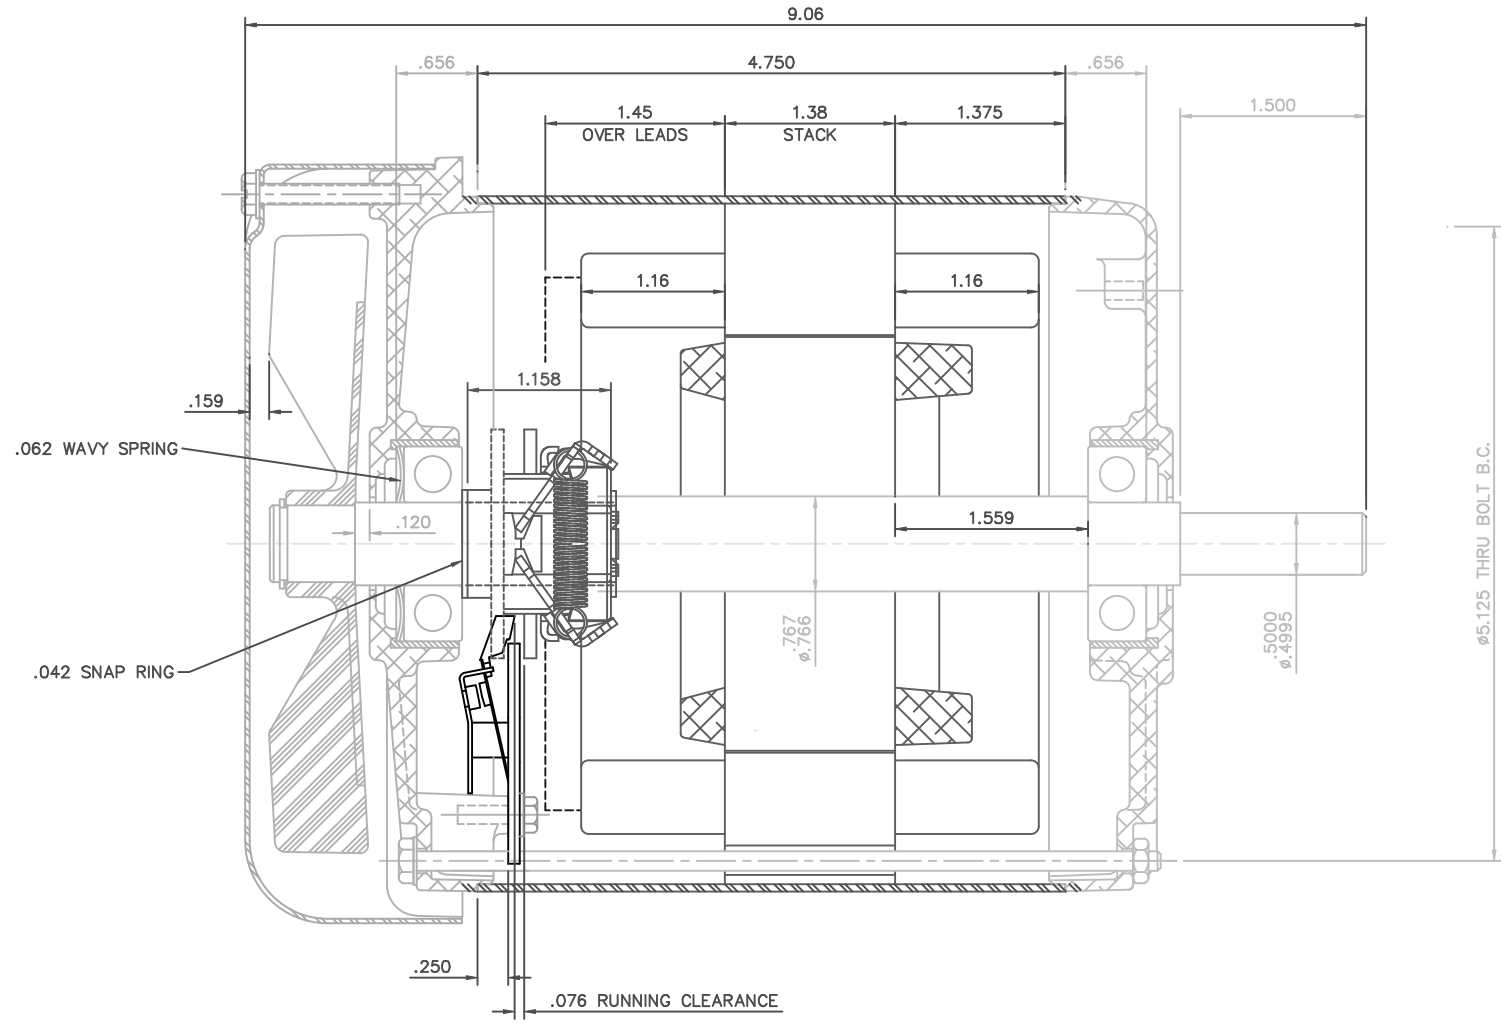 9.06
.656
4.750
.656
1.45
1.38
1.375
1.500
OVER LEADS
STACK
1.16
1.16
1.158
.159
.062 WAVY SPRING
.120
1.559
.042 SNAP RING
.767
ø.766
.5000
ø.4995
ø5.125 THRU BOLT B.C.
.250
.076 RUNNING CLEARANCE